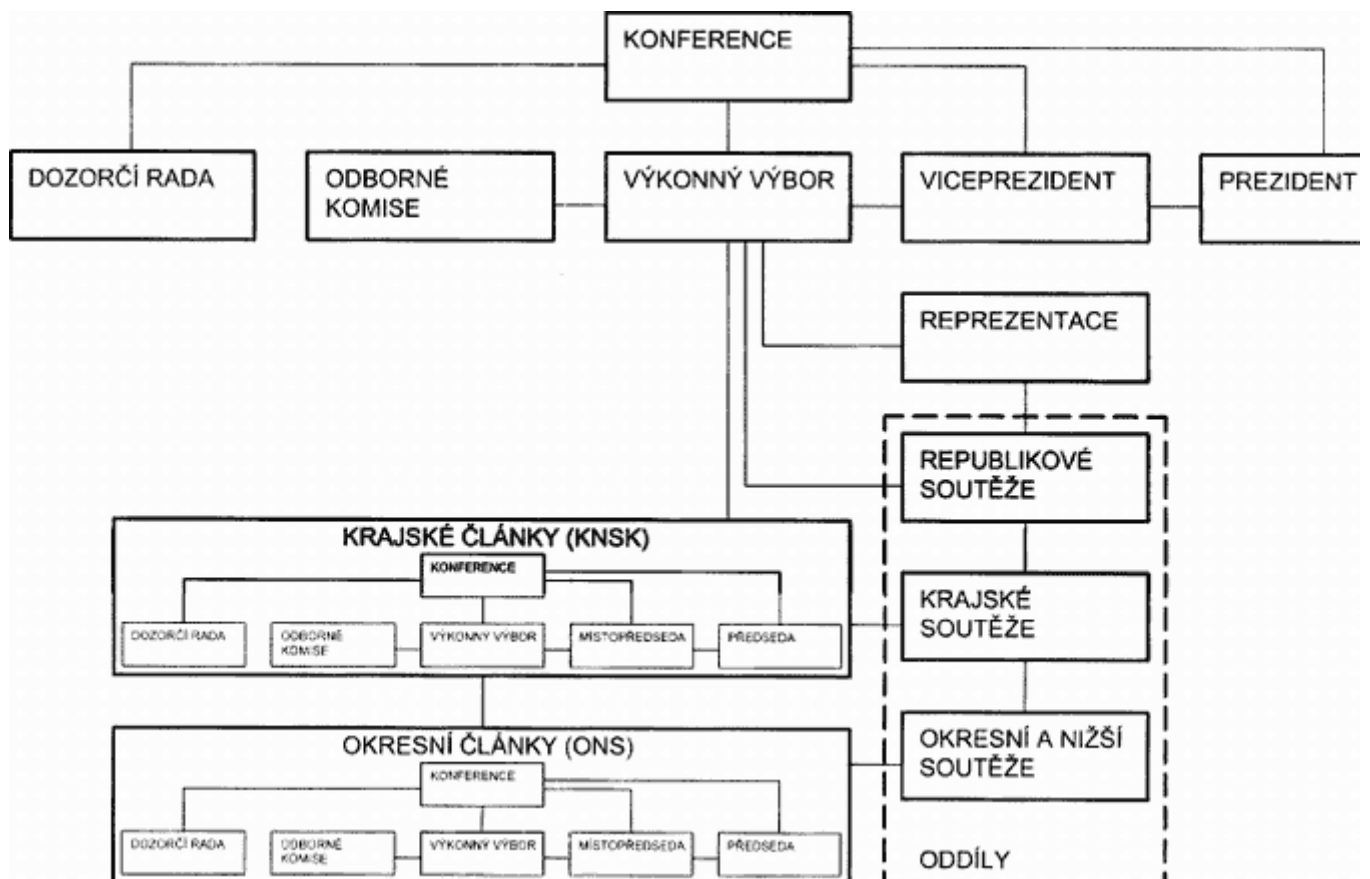 KONFERENCE
DOZORČÍ RADA
ODBORNÉ
KOMISE
VÝKONNÝ VÝBOR
VICEPREZIDENT
PREZIDENT
REPREZENTACE
REPUBLIKOVÉ
SOUTĚŽE
KRAJSKÉ ČLÁNKY (KNSK)
KONFERENCE
DOZORČÍ RADA
ODBORNÉ
KOMISE
VÝKONNÝ VÝBOR
MÍSTOPŘEDSEDA
PŘEDSEDA
KRAJSKÉ
SOUTĚŽE
OKRESNÍ ČLÁNKY (ONS)
KONFERENCE
DOZORČÍ RADA
ODBORNÉ
KOMISE
VÝKONNÝ VÝBOR
MÍSTOPŘEDSEDA
PŘEDSEDA
OKRESNÍ A NIŽŠÍ
SOUTĚŽE
ODDÍLY